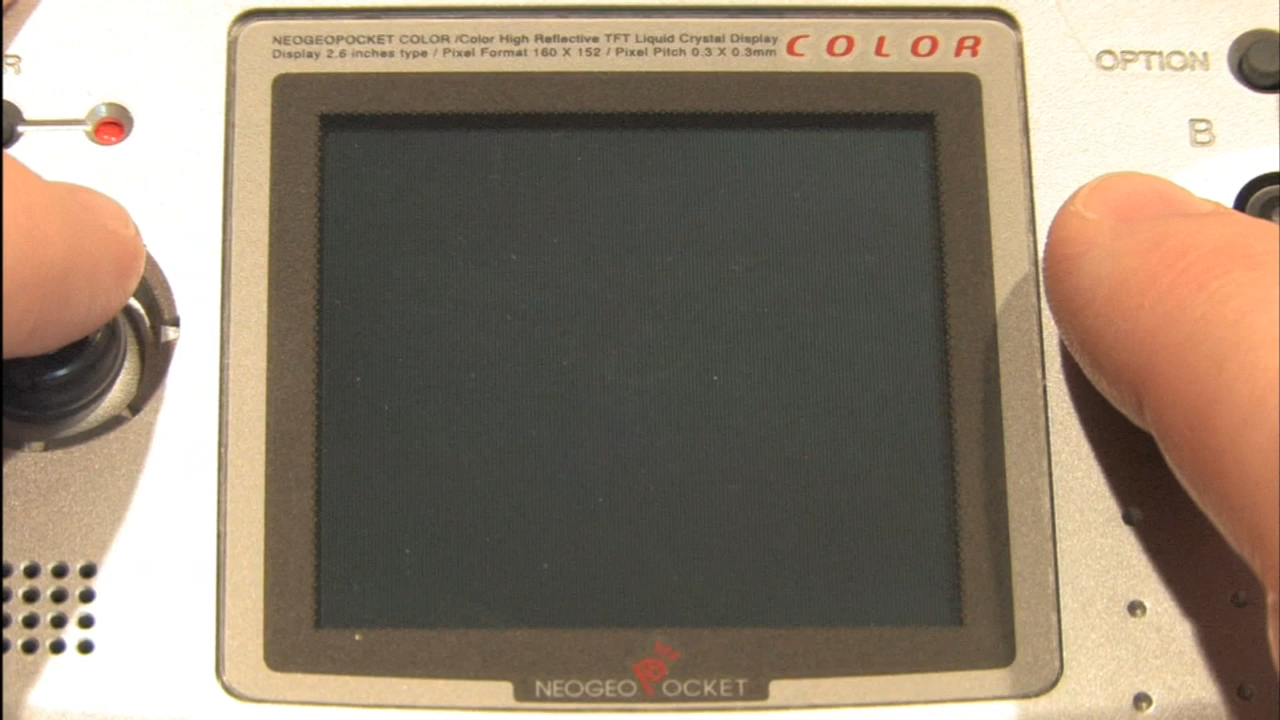 NEOGEOPOCKET COLOR /Color High Reflective TFT Liquid Crystal Display
Display 2.6 inches type / Pixel Format 160 X 152 / Pixel Pitch 0.3 X 0.3mm
COLOR
OPTION
R
B
NEOGEO POCKET